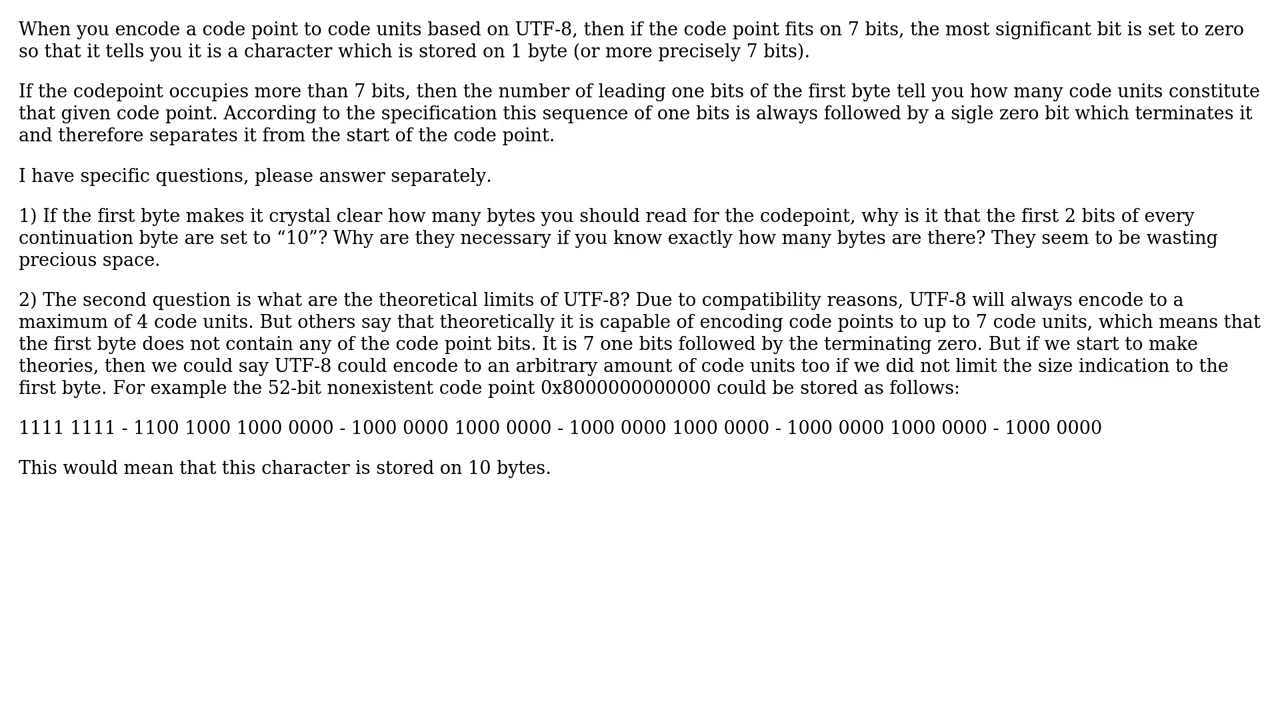 When you encode a code point to code units based on UTF-8, then if the code point fits on 7 bits, the most significant bit is set to zero
so that it tells you it is a character which is stored on 1 byte (or more precisely 7 bits).
If the codepoint occupies more than 7 bits, then the number of leading one bits of the first byte tell you how many code units constitute
that given code point. According to the specification this sequence of one bits is always followed by a sigle zero bit which terminates it
and therefore separates it from the start of the code point.
I have specific questions, please answer separately.
1) If the first byte makes it crystal clear how many bytes you should read for the codepoint, why is it that the first 2 bits of every
continuation byte are set to “10”? Why are they necessary if you know exactly how many bytes are there? They seem to be wasting
precious space.
2) The second question is what are the theoretical limits of UTF-8? Due to compatibility reasons, UTF-8 will always encode to a
maximum of 4 code units. But others say that theoretically it is capable of encoding code points to up to 7 code units, which means that
the first byte does not contain any of the code point bits. It is 7 one bits followed by the terminating zero. But if we start to make
theories, then we could say UTF-8 could encode to an arbitrary amount of code units too if we did not limit the size indication to the
first byte. For example the 52-bit nonexistent code point 0x8000000000000 could be stored as follows:
1111 1111 - 1100 1000 1000 0000 - 1000 0000 1000 0000 - 1000 0000 1000 0000 - 1000 0000 1000 0000 - 1000 0000
This would mean that this character is stored on 10 bytes.